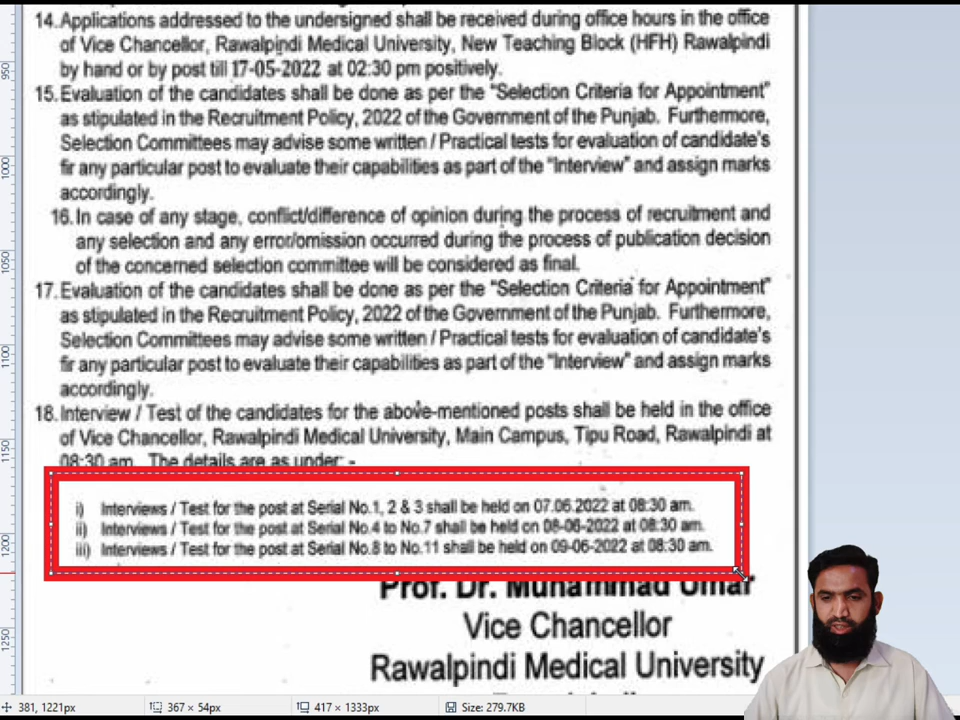 14. Applications addressed to the undersigned shall be received during office hours in the office
of Vice Chancellor, Rawalpindi Medical University, New Teaching Block (HFH) Rawalpindi
by hand or by post till 17-05-2022 at 02:30 pm positively.
15. Evaluation of the candidates shall be done as per the "Selection Criteria for Appointment"
as stipulated in the Recruitment Policy, 2022 of the Government of the Punjab. Furthermore,
Selection Committees may advise some written / Practical tests for evaluation of candidate's
fir any particular post to evaluate their capabilities as part of the "Interview" and assign marks
accordingly.
16. In case of any stage, conflict/difference of opinion during the process of recruitment and
any selection and any error/omission occurred during the process of publication decision
of the concerned selection committee will be considered as final.
17. Evaluation of the candidates shall be done as per the "Selection Criteria for Appointment"
as stipulated in the Recruitment Policy, 2022 of the Government of the Punjab. Furthermore,
Selection Committees may advise some written / Practical tests for evaluation of candidate's
fir any particular post to evaluate their capabilities as part of the "Interview" and assign marks
accordingly.
18. Interview / Test of the candidates for the above-mentioned posts shall be held in the office
of Vice Chancellor, Rawalpindi Medical University, Main Campus, Tipu Road, Rawalpindi at
08:30 am. The details are as under: -
i) Interviews / Test for the post at Serial No.1, 2 & 3 shall be held on 07.06.2022 at 08:30 am.
ii) Interviews / Test for the post at Serial No.4 to No.7 shall be held on 08-06-2022 at 08:30 am.
iii) Interviews / Test for the post at Serial No.8 to No.11 shall be held on 09-06-2022 at 08:30 am.
Prof. Dr. Muhammad Umar
Vice Chancellor
Rawalpindi Medical University
950
1000
1050
1100
1150
1200
1250
381, 1221px
367 × 54px
417 × 1333px
Size: 279.7KB